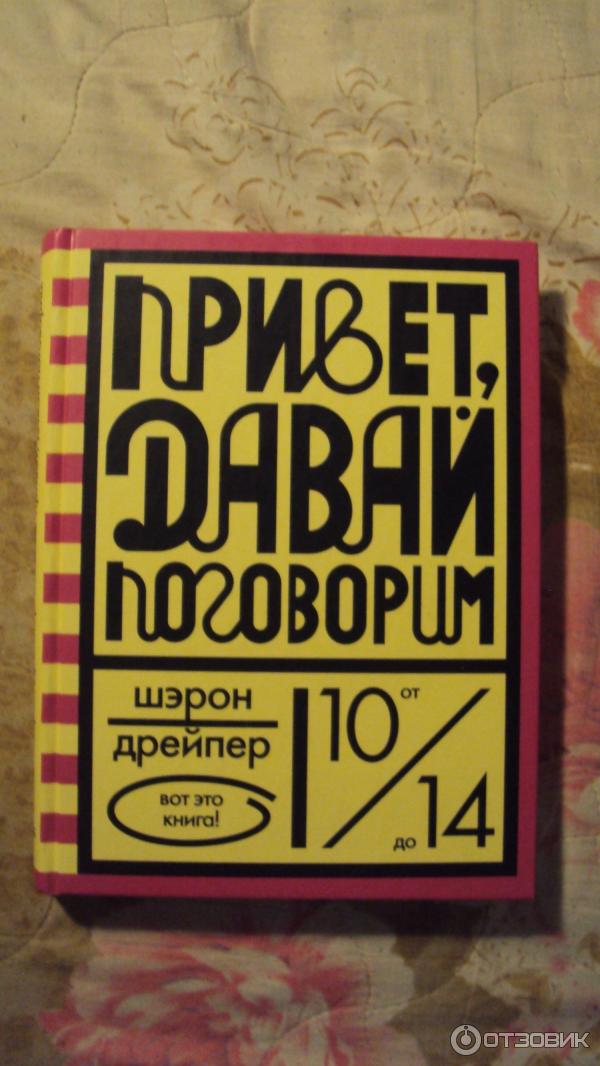 ПРИВЕТ,
ДАВАЙ
ПОГОВОРИМ
ШЭРОН
ДРЕЙПЕР
ВОТ ЭТО
КНИГА!
ОТ
10
ДО 14
ОТЗОВИК